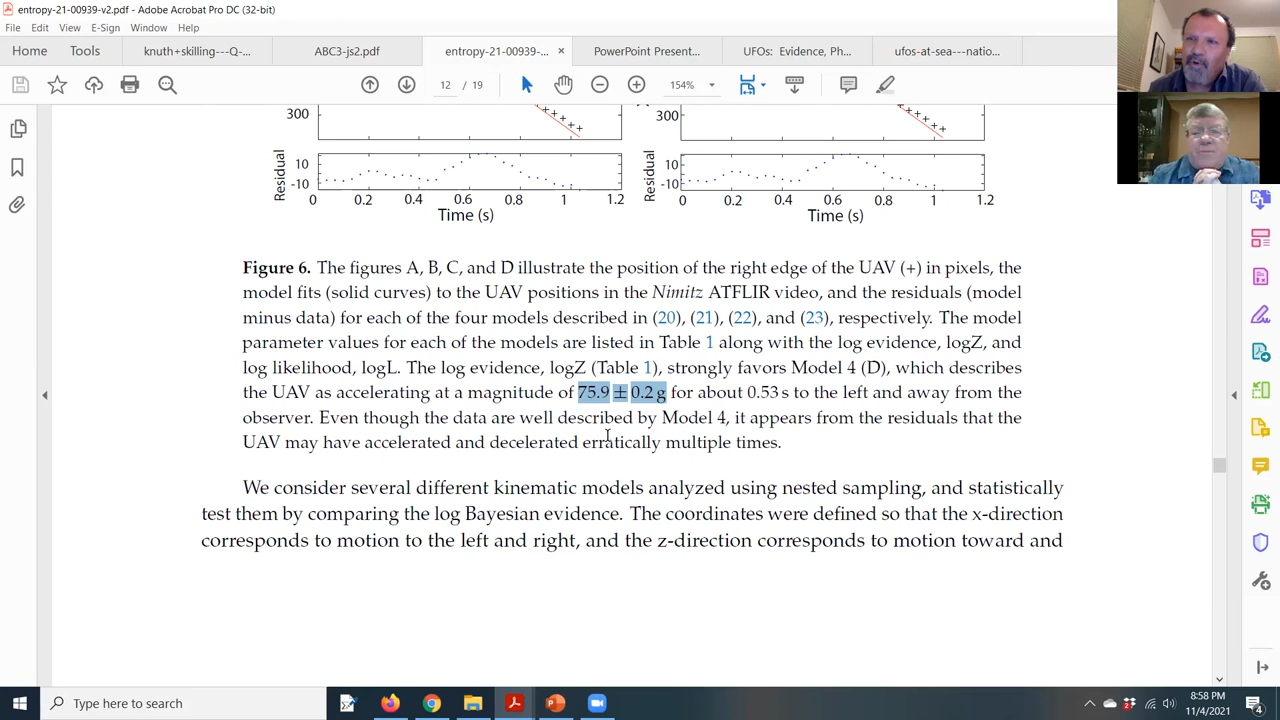 entropy-21-00939-v2.pdf - Adobe Acrobat Pro DC (32-bit)
File Edit View E-Sign Window Help
Home Tools knuth+skilling---Q-... ABC3-js2.pdf entropy-21-00939-... × PowerPoint Present... UFOs: Evidence, Ph... ufos-at-sea---natio...
12 / 19 154%
300 300
Residual 10 -10 Residual 10 -10
0 0.2 0.4 0.6 0.8 1 1.2 0 0.2 0.4 0.6 0.8 1 1.2
Time (s) Time (s)
Figure 6. The figures A, B, C, and D illustrate the position of the right edge of the UAV (+) in pixels, the
model fits (solid curves) to the UAV positions in the Nimitz ATFLIR video, and the residuals (model
minus data) for each of the four models described in (20), (21), (22), and (23), respectively. The model
parameter values for each of the models are listed in Table 1 along with the log evidence, logZ, and
log likelihood, logL. The log evidence, logZ (Table 1), strongly favors Model 4 (D), which describes
the UAV as accelerating at a magnitude of 75.9 ± 0.2 g for about 0.53 s to the left and away from the
observer. Even though the data are well described by Model 4, it appears from the residuals that the
UAV may have accelerated and decelerated erratically multiple times.
We consider several different kinematic models analyzed using nested sampling, and statistically
test them by comparing the log Bayesian evidence. The coordinates were defined so that the x-direction
corresponds to motion to the left and right, and the z-direction corresponds to motion toward and
Type here to search
8:58 PM
11/4/2021
4